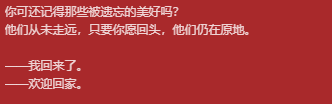 你可还记得那些被遗忘的美好吗？
他们从未走远，只要你愿回头，他们仍在原地。
——我回来了。
——欢迎回家。